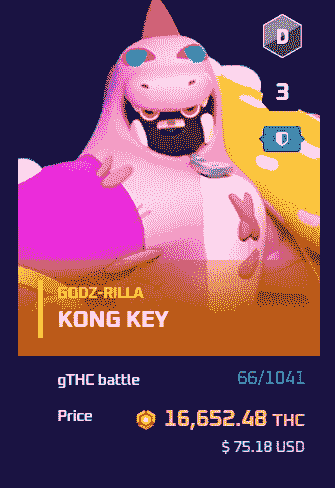 D
3
GODZ-RILLA
KONG KEY
gTHC battle 66/1041
Price 16,652.48 THC
$ 75.18 USD